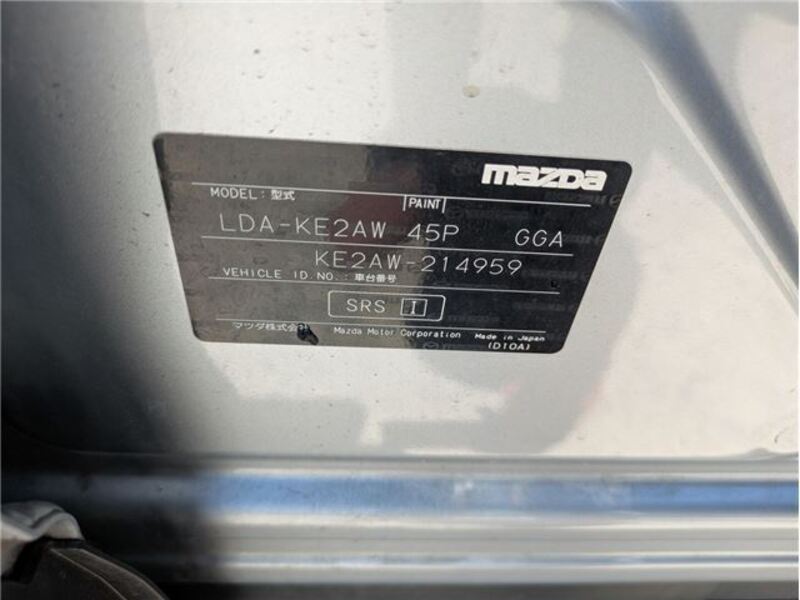 mazda
MODEL: 型式 PAINT
LDA-KE2AW 45P GGA
KE2AW-214959
VEHICLE ID.NO.: 車台番号
SRS I
マツダ株式会社 Mazda Motor Corporation Made in Japan
(D10A)